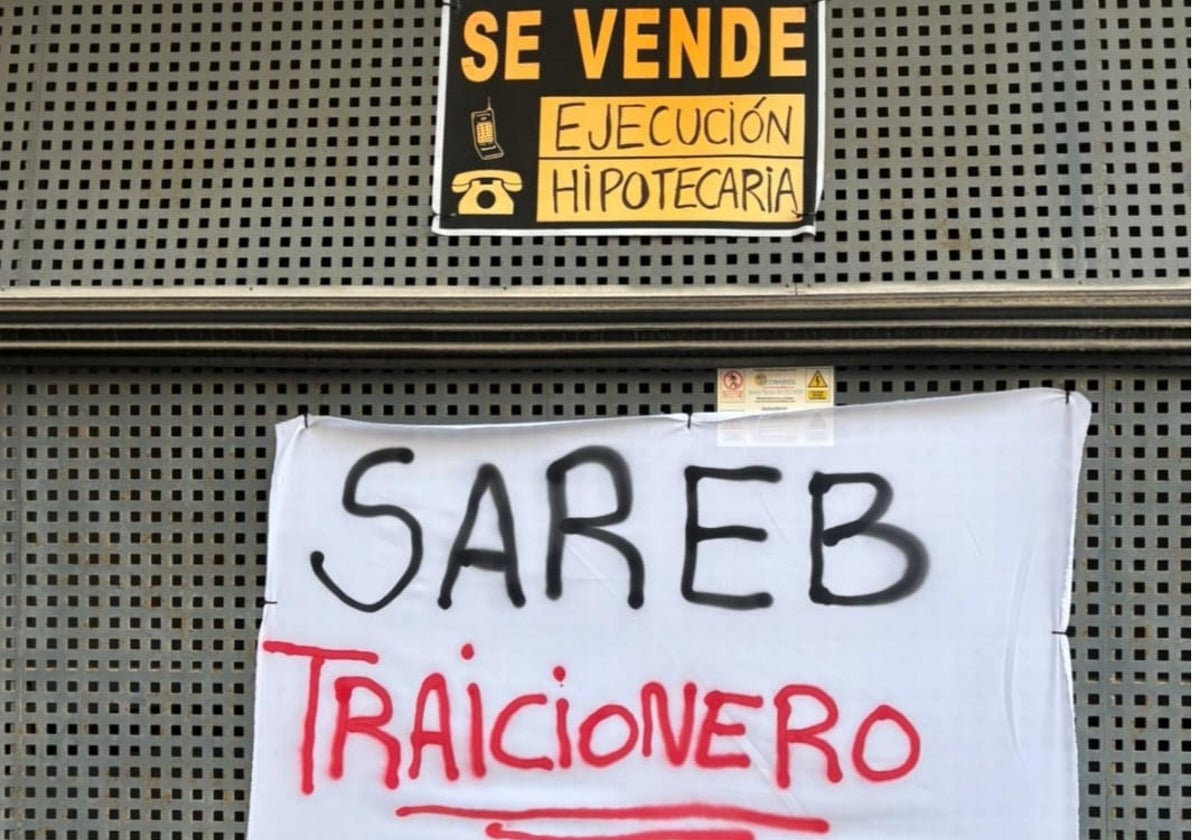 SE VENDE
EJECUCIÓN
HIPOTECARIA
SAREB
TRAiCiONERO